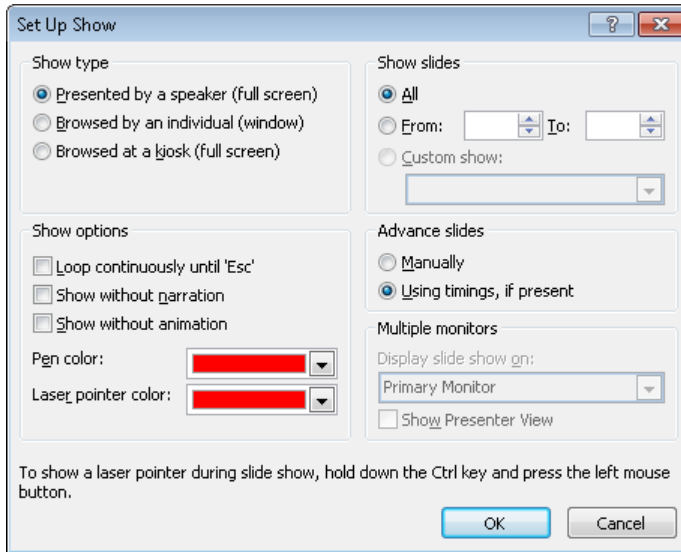 Set Up Show
Show type
Presented by a speaker (full screen)
Browsed by an individual (window)
Browsed at a kiosk (full screen)
Show slides
All
From: To:
Custom show:
Show options
Loop continuously until 'Esc'
Show without narration
Show without animation
Pen color:
Laser pointer color:
Advance slides
Manually
Using timings, if present
Multiple monitors
Display slide show on:
Primary Monitor
Show Presenter View
To show a laser pointer during slide show, hold down the Ctrl key and press the left mouse
button.
OK Cancel